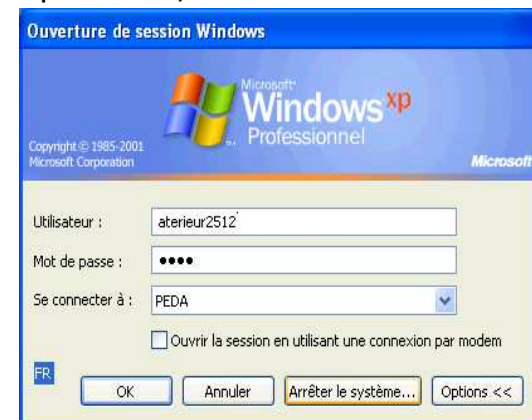 Ouverture de session Windows
Microsoft
Windows xp
Professionnel
Copyright © 1985-2001
Microsoft Corporation
Microsoft
Utilisateur : aterieur2512
Mot de passe : ••••
Se connecter à : PEDA
Ouvrir la session en utilisant une connexion par modem
FR
OK Annuler Arrêter le système... Options <<